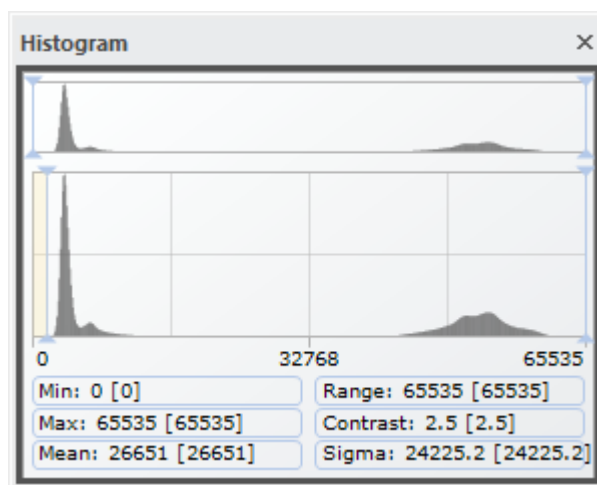 Histogram
0 32768 65535
Min: 0 [0] Range: 65535 [65535]
Max: 65535 [65535] Contrast: 2.5 [2.5]
Mean: 26651 [26651] Sigma: 24225.2 [24225.2]